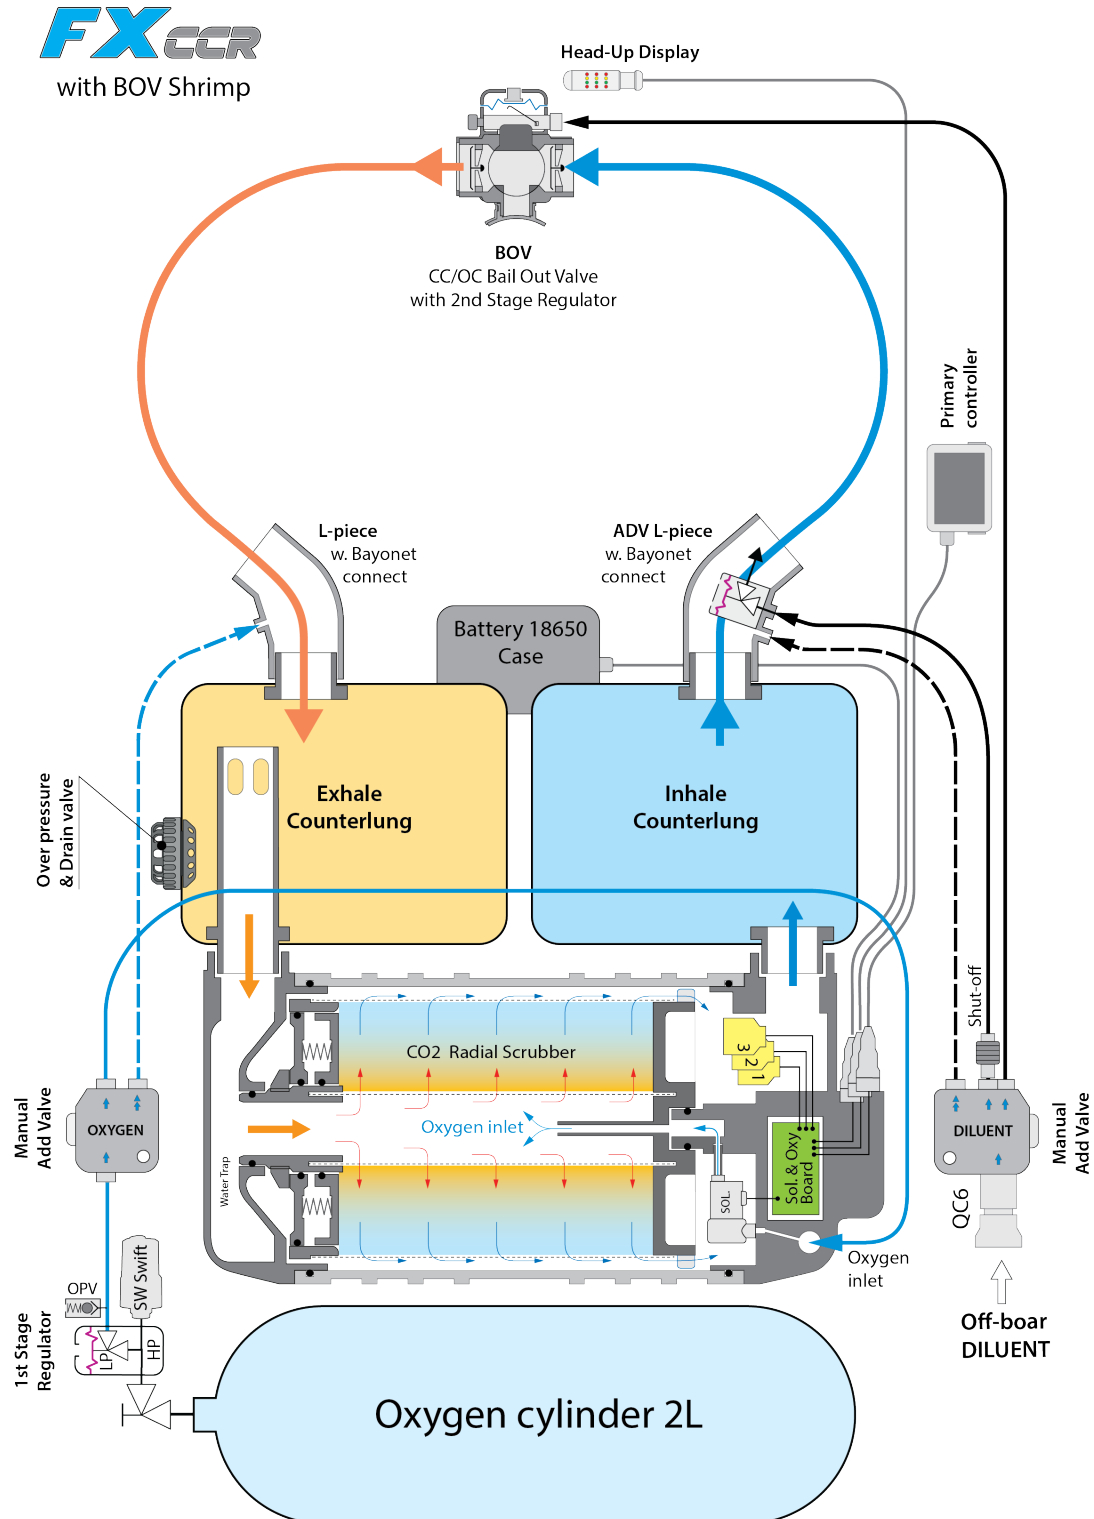 FX CCR
with BOV Shrimp
Head-Up Display
BOV
CC/OC Bail Out Valve
with 2nd Stage Regulator
Primary
controller
L-piece
w. Bayonet
connect
ADV L-piece
w. Bayonet
connect
Battery 18650
Case
Over pressure
& Drain valve
Exhale
Counterlung
Inhale
Counterlung
Shut-off
CO2 Radial Scrubber
3
2
1
Manual
Add Valve
OXYGEN
Oxygen inlet
Sol. & Oxy
Board
DILUENT
Manual
Add Valve
WaterTrap
SOL
QC6
Oxygen
inlet
SW Swift
OPV
1st Stage
Regulator
LP
HP
Off-boar
DILUENT
Oxygen cylinder 2L